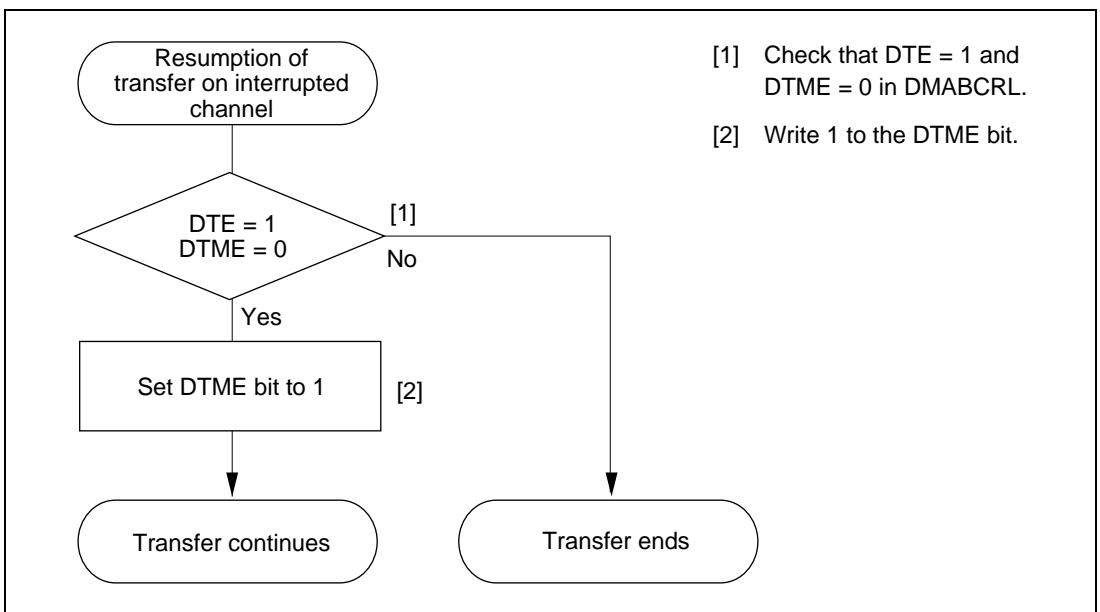 Resumption of
transfer on interrupted
channel
DTE = 1
DTME = 0
[1]
No
Yes
Set DTME bit to 1
[2]
Transfer continues
Transfer ends
[1] Check that DTE = 1 and
DTME = 0 in DMABCRL.
[2] Write 1 to the DTME bit.